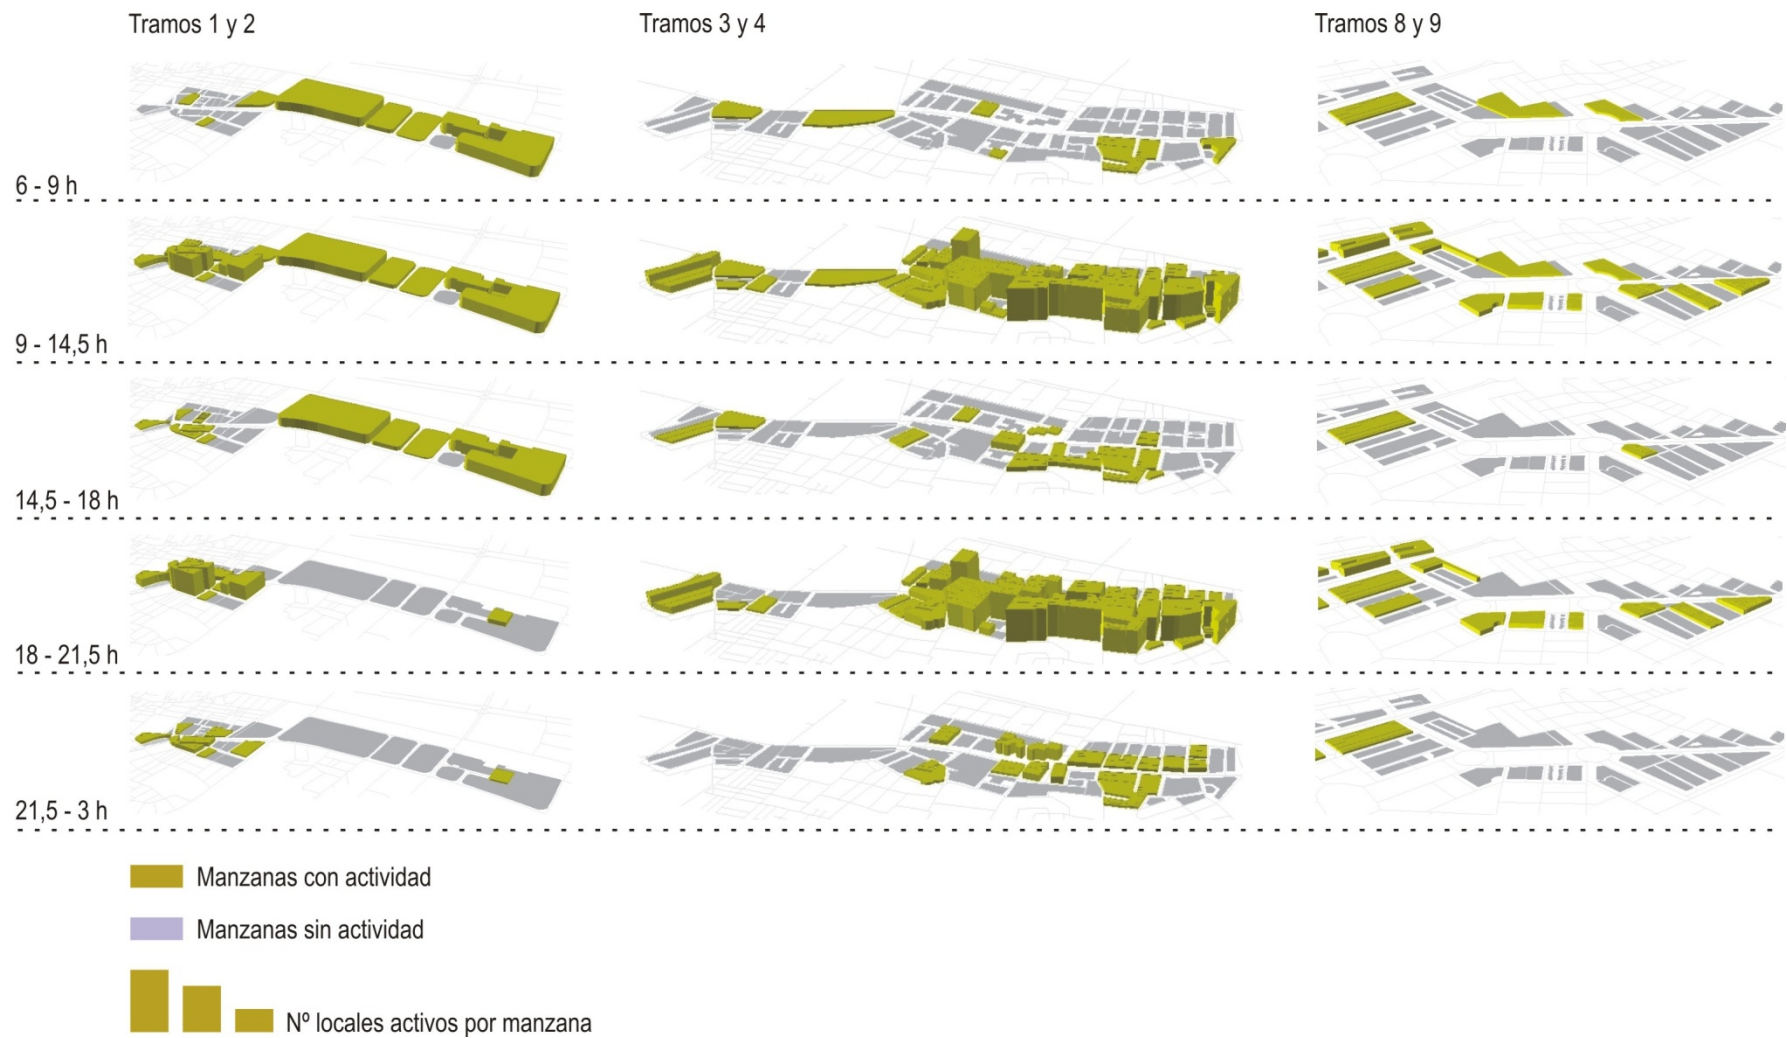 Tramos 1 y 2
Tramos 3 y 4
Tramos 8 y 9
6 - 9 h
9 - 14,5 h
14,5 - 18 h
18 - 21,5 h
21,5 - 3 h
Manzanas con actividad
Manzanas sin actividad
Nº locales activos por manzana